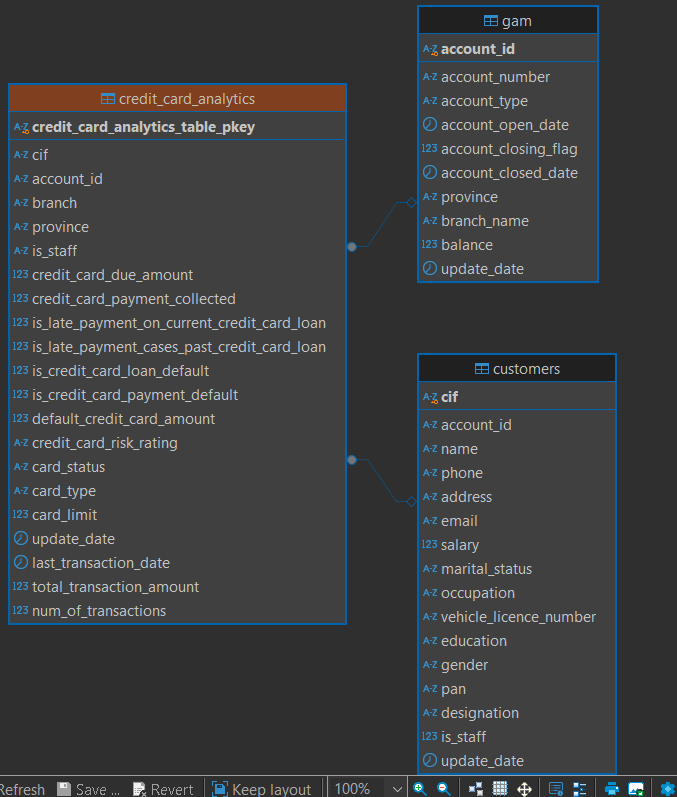 gam
account_id
account_number
account_type
account_open_date
account_closing_flag
account_closed_date
province
branch_name
balance
update_date
credit_card_analytics
credit_card_analytics_table_pkey
cif
account_id
branch
province
is_staff
credit_card_due_amount
credit_card_payment_collected
is_late_payment_on_current_credit_card_loan
is_late_payment_cases_past_credit_card_loan
is_credit_card_loan_default
is_credit_card_payment_default
default_credit_card_amount
credit_card_risk_rating
card_status
card_type
card_limit
update_date
last_transaction_date
total_transaction_amount
num_of_transactions
customers
cif
account_id
name
phone
address
email
salary
marital_status
occupation
vehicle_licence_number
education
gender
pan
designation
is_staff
update_date
Refresh Save ... Revert Keep layout 100%